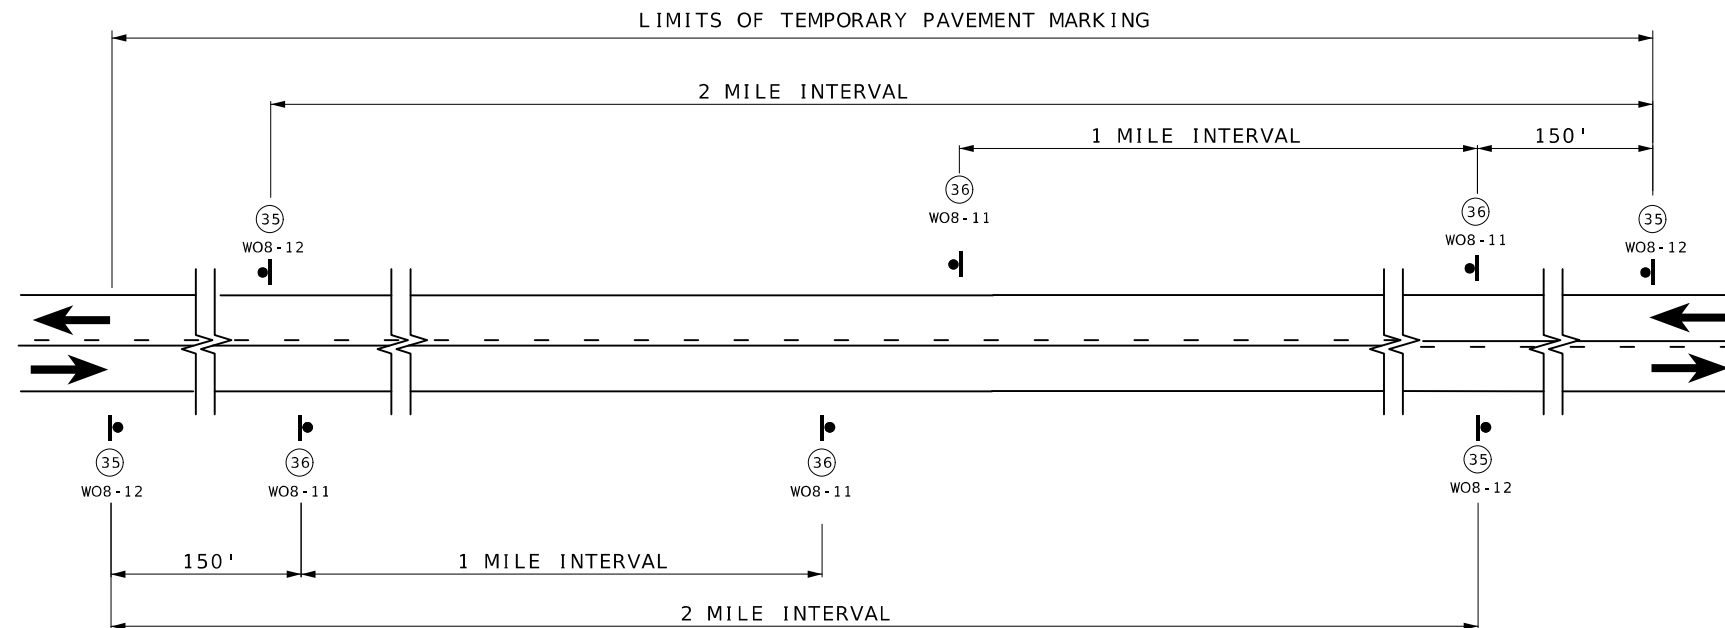 LIMITS OF TEMPORARY PAVEMENT MARKING
2 MILE INTERVAL
1 MILE INTERVAL 150'
36
WO8-11
36
WO8-11
35
WO8-12
35
WO8-12
35
WO8-12
36
WO8-11
36
WO8-11
35
WO8-12
150' 1 MILE INTERVAL
2 MILE INTERVAL